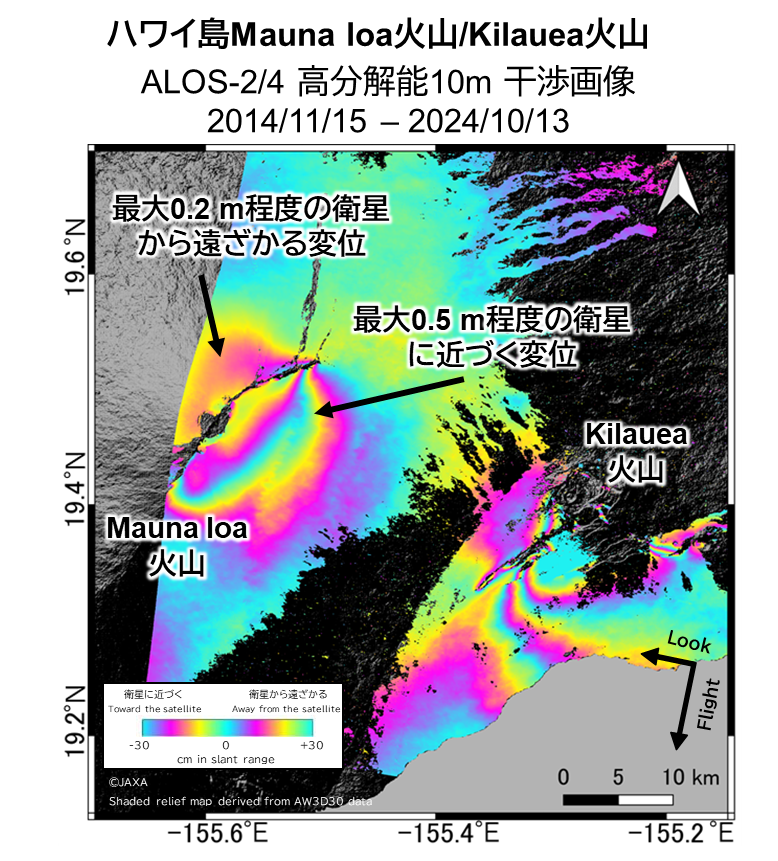 ハワイ島Mauna loa火山/Kilauea火山
ALOS-2/4 高分解能10m 干渉画像
2014/11/15 – 2024/10/13
最大0.2 m程度の衛星
から遠ざかる変位
最大0.5 m程度の衛星
に近づく変位
Kilauea
火山
Mauna loa
火山
19.6°N
19.4°N
19.2°N
Look
Flight
衛星に近づく 衛星から遠ざかる
Toward the satellite Away from the satellite
-30 0 +30
cm in slant range
©JAXA
Shaded relief map derived from AW3D30 data
0 5 10 km
−155.6°E −155.4°E −155.2°E